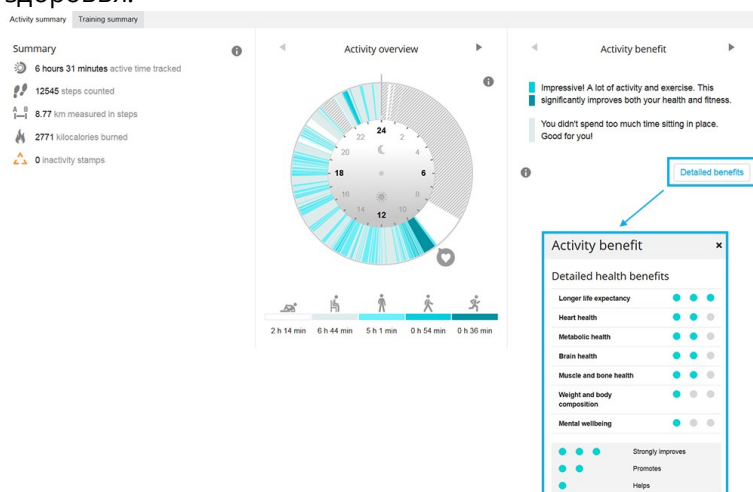 здоровья.
Activity summary Training summary
Summary
6 hours 31 minutes active time tracked
12545 steps counted
A B
8.77 km measured in steps
2771 kilocalories burned
0 inactivity stamps
Activity overview
24
22 2
20 4
18 6
16 8
14 10
12
2 h 14 min 6 h 44 min 5 h 1 min 0 h 54 min 0 h 36 min
Activity benefit
Impressive! A lot of activity and exercise. This
significantly improves both your health and fitness.
You didn't spend too much time sitting in place.
Good for you!
Detailed benefits
Activity benefit ×
Detailed health benefits
Longer life expectancy
Heart health
Metabolic health
Brain health
Muscle and bone health
Weight and body
composition
Mental wellbeing
Strongly improves
Promotes
Helps